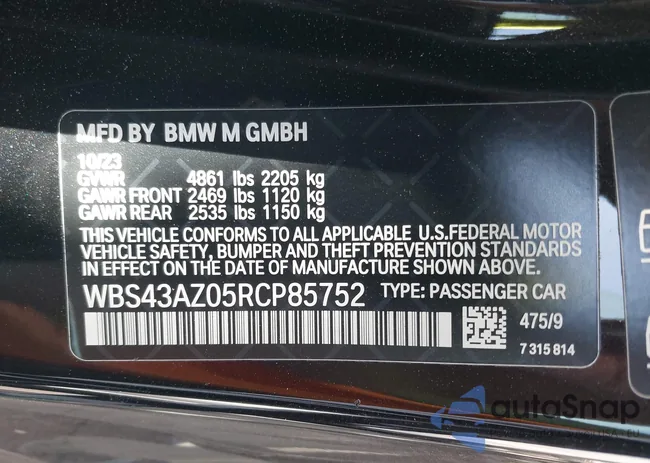 MFD BY BMW M GMBH
10/23
GVWR 4861 lbs 2205 kg
GAWR FRONT 2469 lbs 1120 kg
GAWR REAR 2535 lbs 1150 kg
THIS VEHICLE CONFORMS TO ALL APPLICABLE U.S.FEDERAL MOTOR
VEHICLE SAFETY, BUMPER AND THEFT PREVENTION STANDARDS
IN EFFECT ON THE DATE OF MANUFACTURE SHOWN ABOVE.
WBS43AZ05RCP85752 TYPE: PASSENGER CAR
475/9
7 315 814
autoSnap